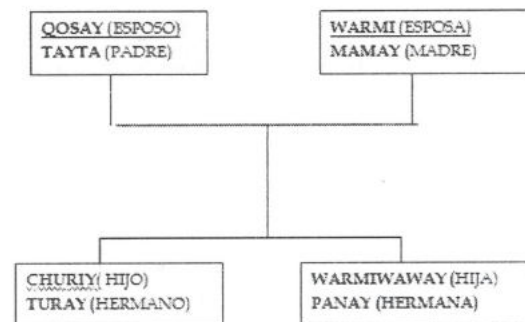 QOSAY (ESPOSO)
TAYTA (PADRE)
WARMI (ESPOSA)
MAMAY (MADRE)
CHURIY( HIJO)
TURAY (HERMANO)
WARMIWAWAY (HIJA)
PANAY (HERMANA)